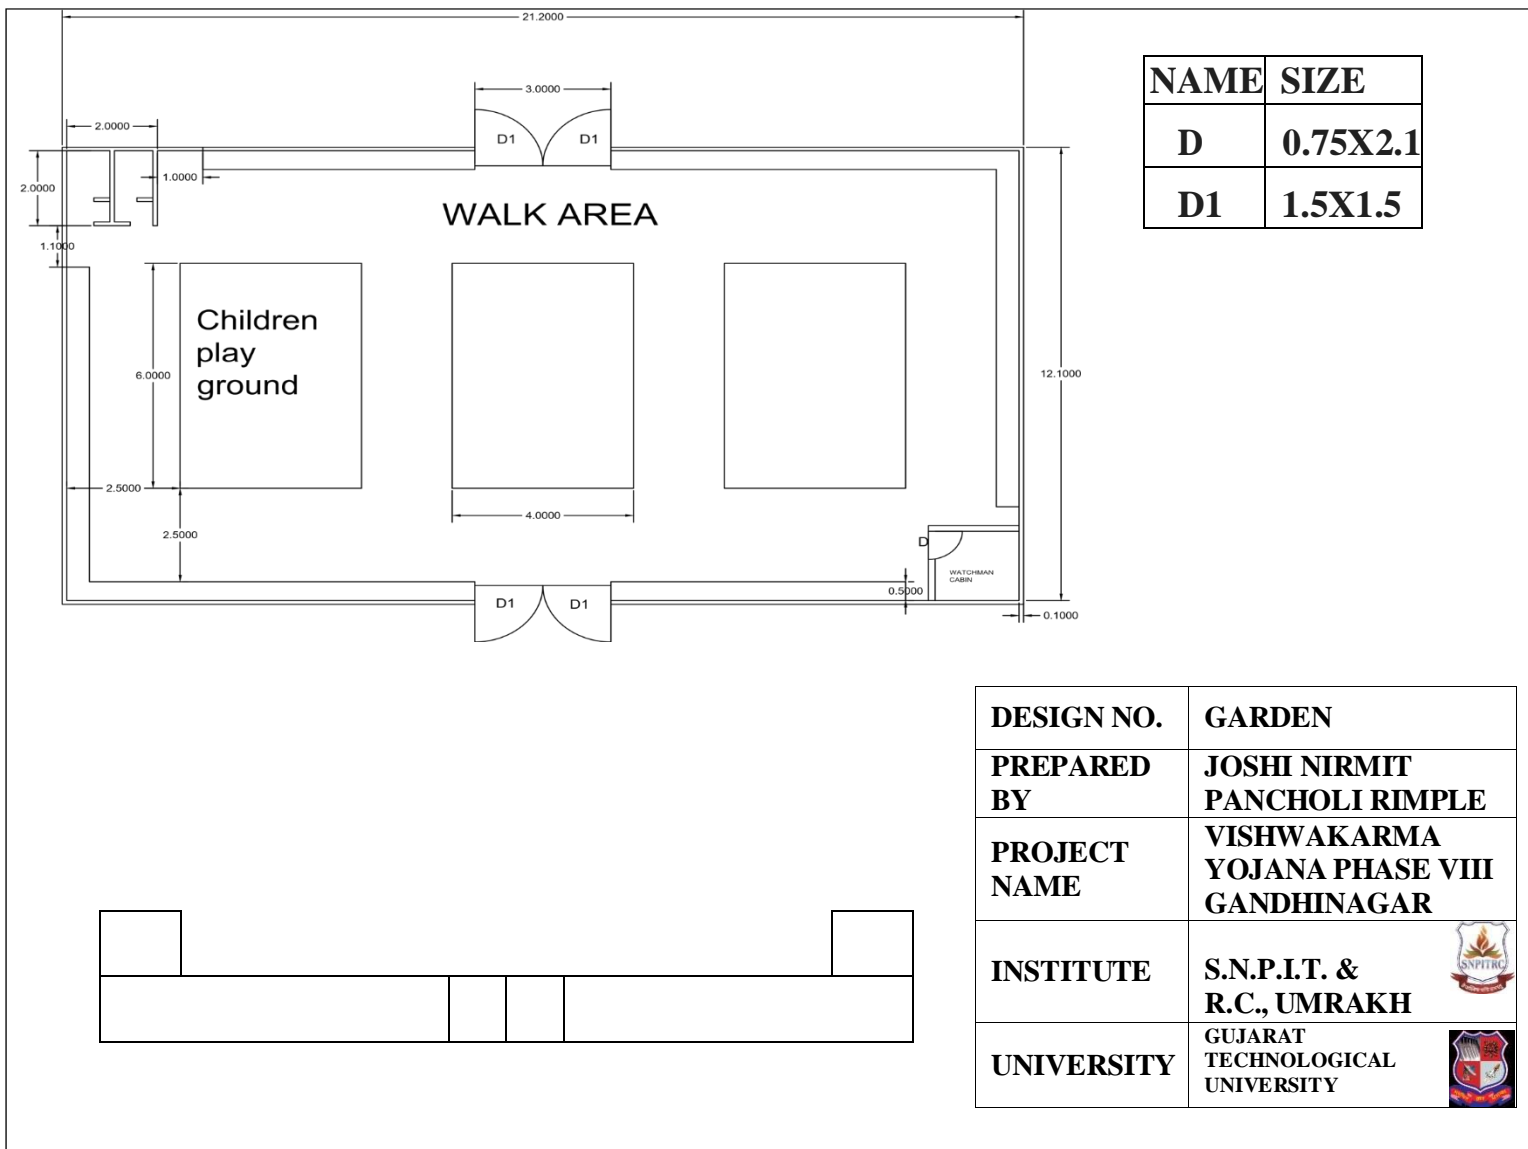 21.2000
3.0000
D1
D1
2.0000
2.0000
1.0000
1.1000
WALK AREA
Children
play
ground
6.0000
12.1000
2.5000
4.0000
2.5000
D
WATCHMAN
CABIN
0.5000
D1
D1
0.1000
NAME SIZE
D 0.75X2.1
D1 1.5X1.5
DESIGN NO. GARDEN
PREPARED
BY
JOSHI NIRMIT
PANCHOLI RIMPLE
PROJECT
NAME
VISHWAKARMA
YOJANA PHASE VIII
GANDHINAGAR
INSTITUTE
S.N.P.I.T. &
R.C., UMRAKH
SNPITRC
UNIVERSITY
GUJARAT
TECHNOLOGICAL
UNIVERSITY